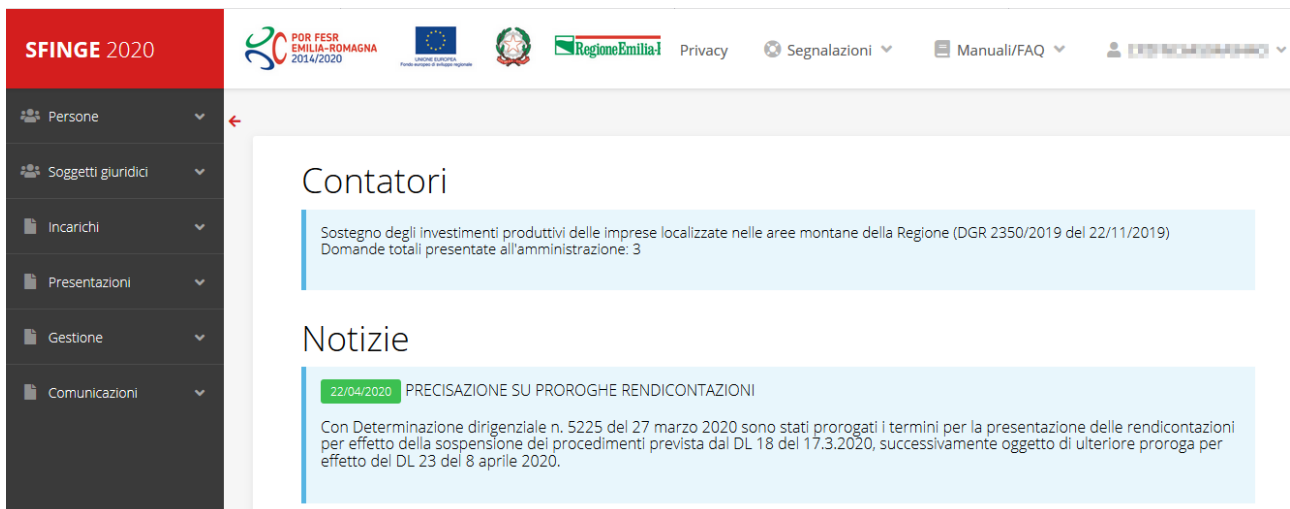 SFINGE 2020
POR FESR
EMILIA-ROMAGNA
2014/2020
UNIONE EUROPEA
Fondo europeo di sviluppo regionale
RegioneEmilia-
Privacy
Segnalazioni
Manuali/FAQ
Persone
Soggetti giuridici
Incarichi
Presentazioni
Gestione
Comunicazioni
Contatori
Sostegno degli investimenti produttivi delle imprese localizzate nelle aree montane della Regione (DGR 2350/2019 del 22/11/2019)
Domande totali presentate all'amministrazione: 3
Notizie
22/04/2020 PRECISAZIONE SU PROROGHE RENDICONTAZIONI
Con Determinazione dirigenziale n. 5225 del 27 marzo 2020 sono stati prorogati i termini per la presentazione delle rendicontazioni
per effetto della sospensione dei procedimenti prevista dal DL 18 del 17.3.2020, successivamente oggetto di ulteriore proroga per
effetto del DL 23 del 8 aprile 2020.